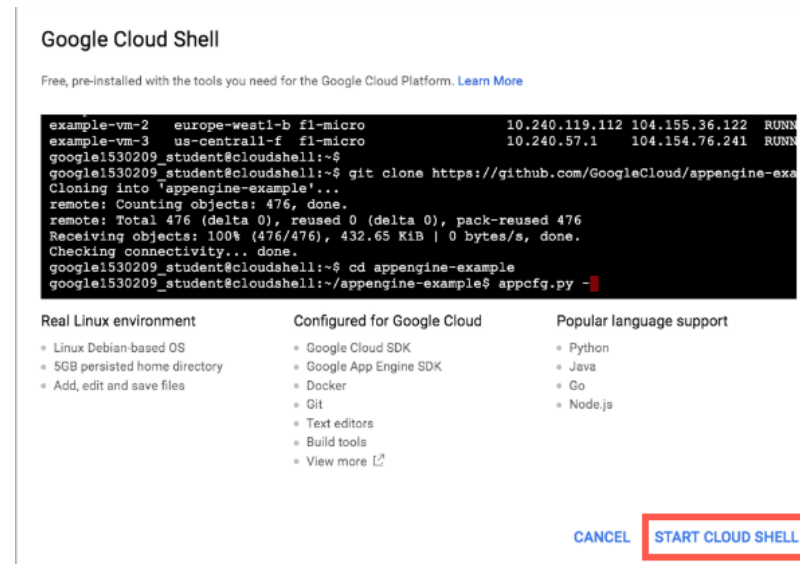 Google Cloud Shell
Free, pre-installed with the tools you need for the Google Cloud Platform. Learn More
example-vm-2 europe-west1-b f1-micro 10.240.119.112 104.155.36.122 RUNN
example-vm-3 us-central1-f f1-micro 10.240.57.1 104.154.76.241 RUNN
google1530209_student@cloudshell:~$
google1530209_student@cloudshell:~$ git clone https://github.com/GoogleCloud/appengine-exa
Cloning into 'appengine-example'...
remote: Counting objects: 476, done.
remote: Total 476 (delta 0), reused 0 (delta 0), pack-reused 476
Receiving objects: 100% (476/476), 432.65 KiB | 0 bytes/s, done.
Checking connectivity... done.
google1530209_student@cloudshell:~$ cd appengine-example
google1530209_student@cloudshell:~/appengine-example$ appcfg.py -
Real Linux environment
Linux Debian-based OS
5GB persisted home directory
Add, edit and save files
Configured for Google Cloud
Google Cloud SDK
Google App Engine SDK
Docker
Git
Text editors
Build tools
View more
Popular language support
Python
Java
Go
Node.js
CANCEL
START CLOUD SHELL